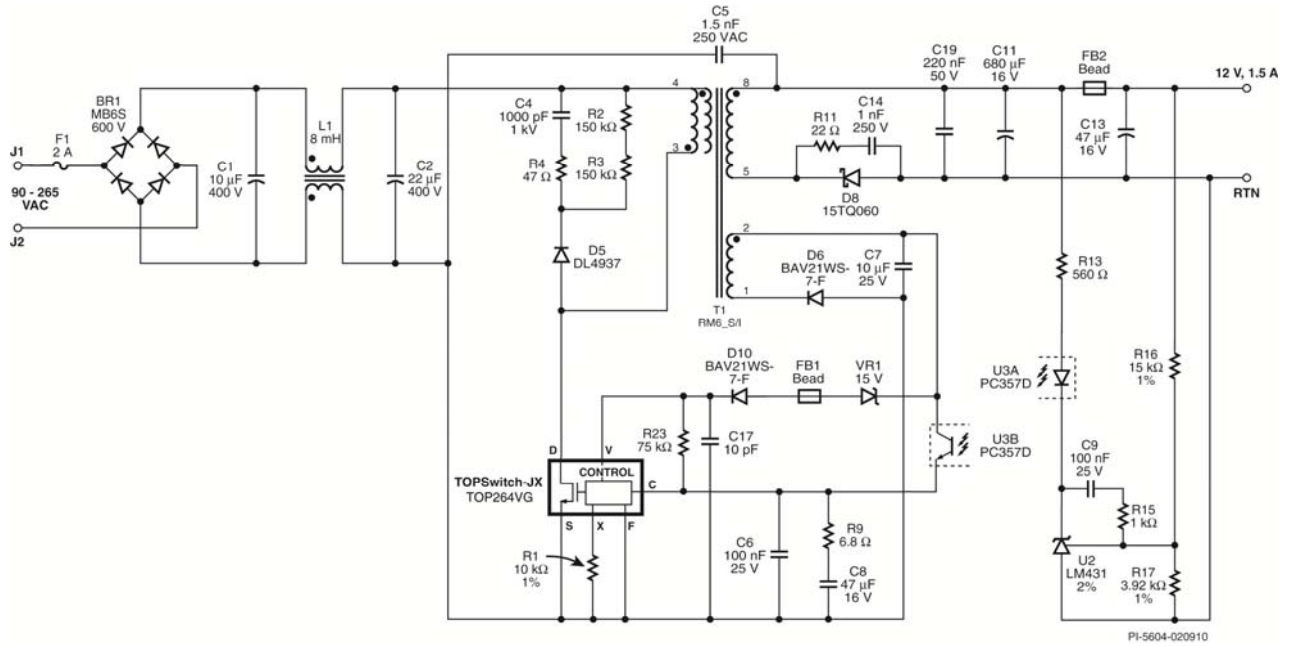 C5
1.5 nF
250 VAC
BR1
MB6S
600 V
F1
2 A
J1
90 - 265
VAC
J2
C1
10 µF
400 V
L1
8 mH
C2
22 µF
400 V
C4
1000 pF
1 kV
R2
150 kΩ
R4
47 Ω
R3
150 kΩ
D5
DL4937
4
3
8
5
2
1
T1
RM6_S/I
R11
22 Ω
C14
1 nF
250 V
D8
15TQ060
C19
220 nF
50 V
C11
680 µF
16 V
FB2
Bead
C13
47 µF
16 V
12 V, 1.5 A
RTN
D6
BAV21WS-
7-F
C7
10 µF
25 V
R13
560 Ω
D10
BAV21WS-
7-F
FB1
Bead
VR1
15 V
U3A
PC357D
R16
15 kΩ
1%
R23
75 kΩ
C17
10 pF
U3B
PC357D
D
V
CONTROL
C
S
X
F
TOPSwitch-JX
TOP264VG
C9
100 nF
25 V
R15
1 kΩ
R1
10 kΩ
1%
C6
100 nF
25 V
R9
6.8 Ω
C8
47 µF
16 V
U2
LM431
2%
R17
3.92 kΩ
1%
PI-5604-020910